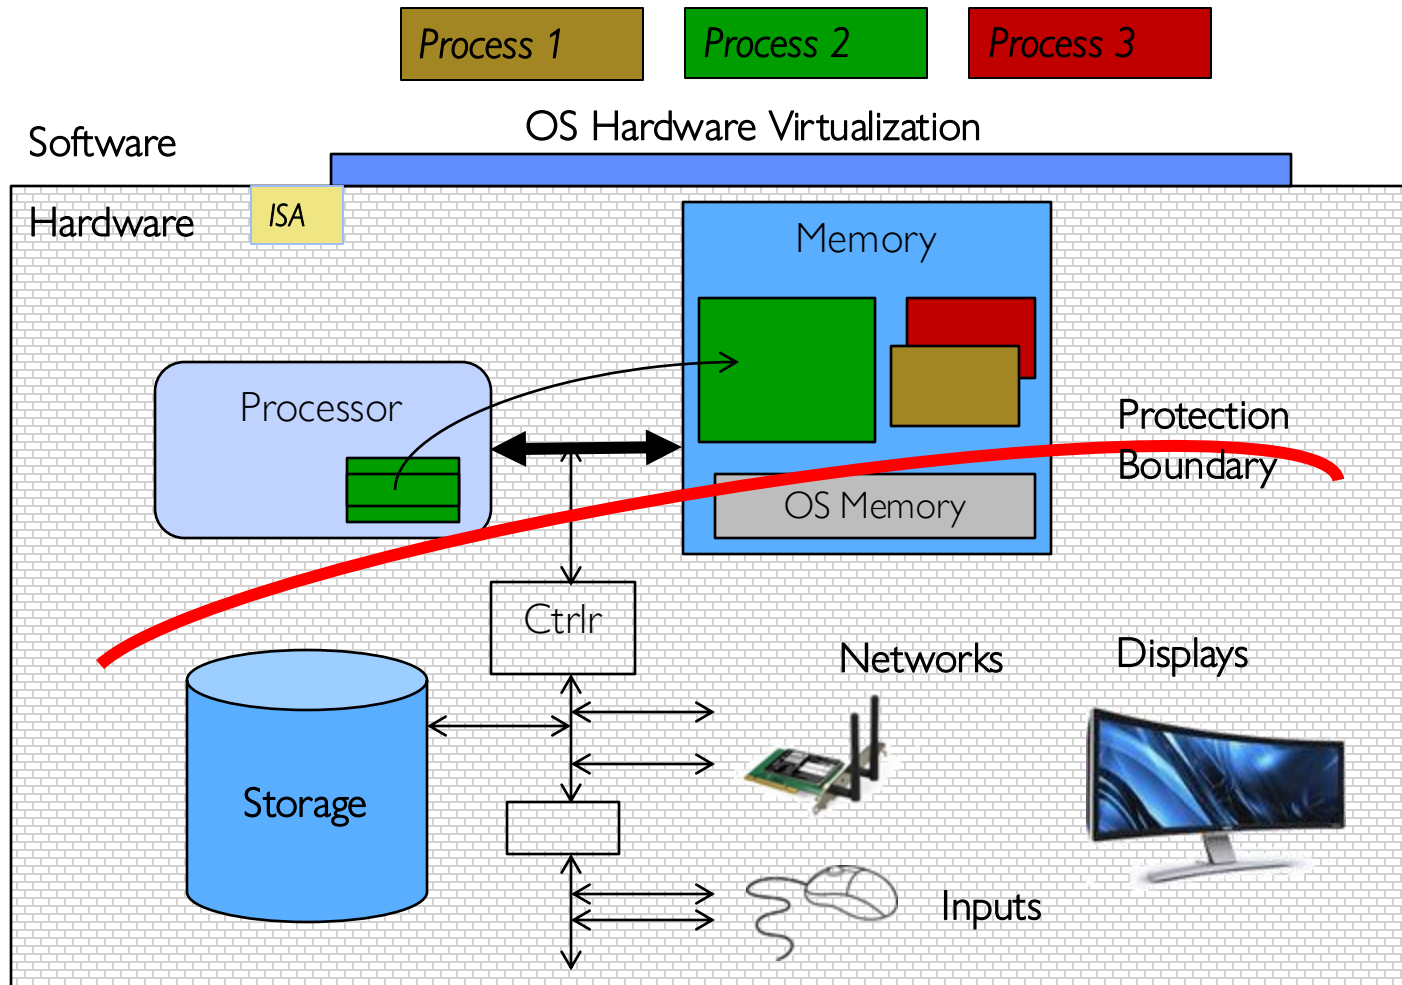 Process 1
Process 2
Process 3
OS Hardware Virtualization
Software
Hardware
ISA
Memory
Processor
Protection
Boundary
OS Memory
Ctrlr
Networks
Displays
Storage
Inputs